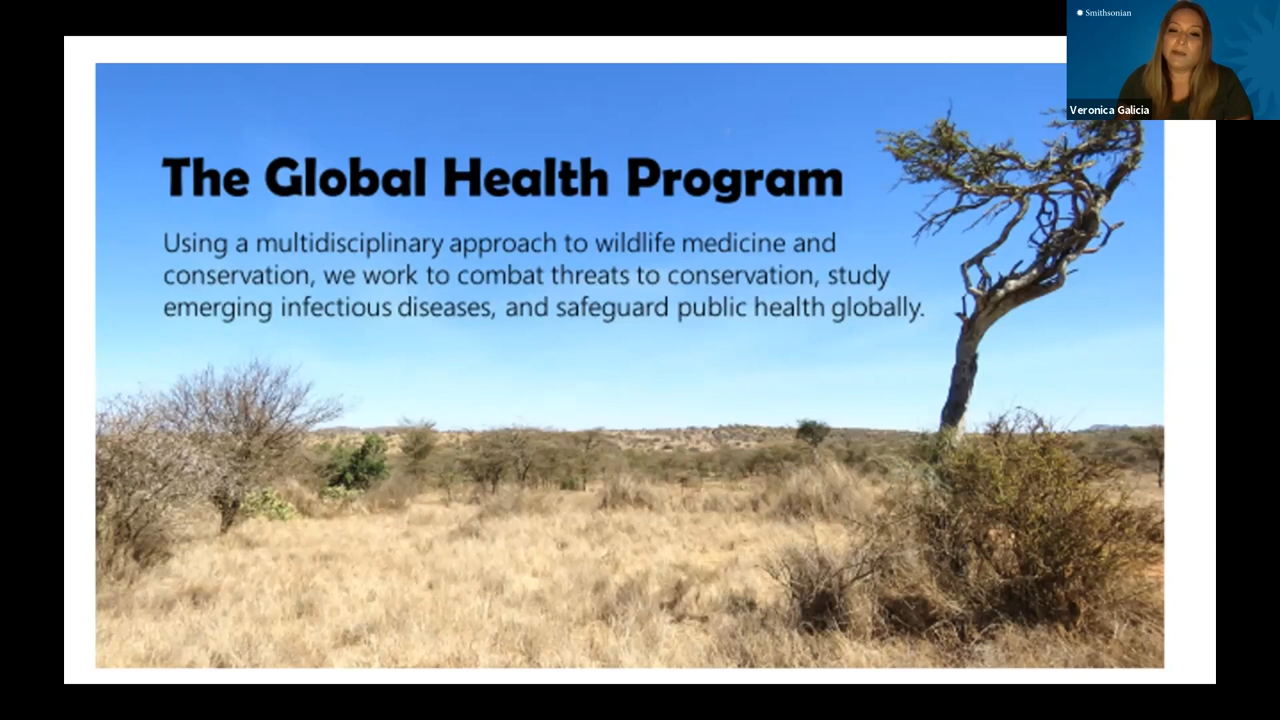 Smithsonian
Veronica Galicia
The Global Health Program
Using a multidisciplinary approach to wildlife medicine and
conservation, we work to combat threats to conservation, study
emerging infectious diseases, and safeguard public health globally.